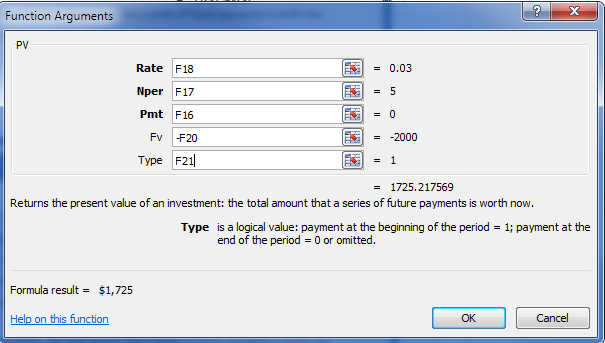 Function Arguments
PV
Rate F18 = 0.03
Nper F17 = 5
Pmt F16 = 0
Fv -F20 = -2000
Type F21 = 1
= 1725.217569
Returns the present value of an investment: the total amount that a series of future payments is worth now.
Type is a logical value: payment at the beginning of the period = 1; payment at the
end of the period = 0 or omitted.
Formula result = $1,725
Help on this function
OK Cancel